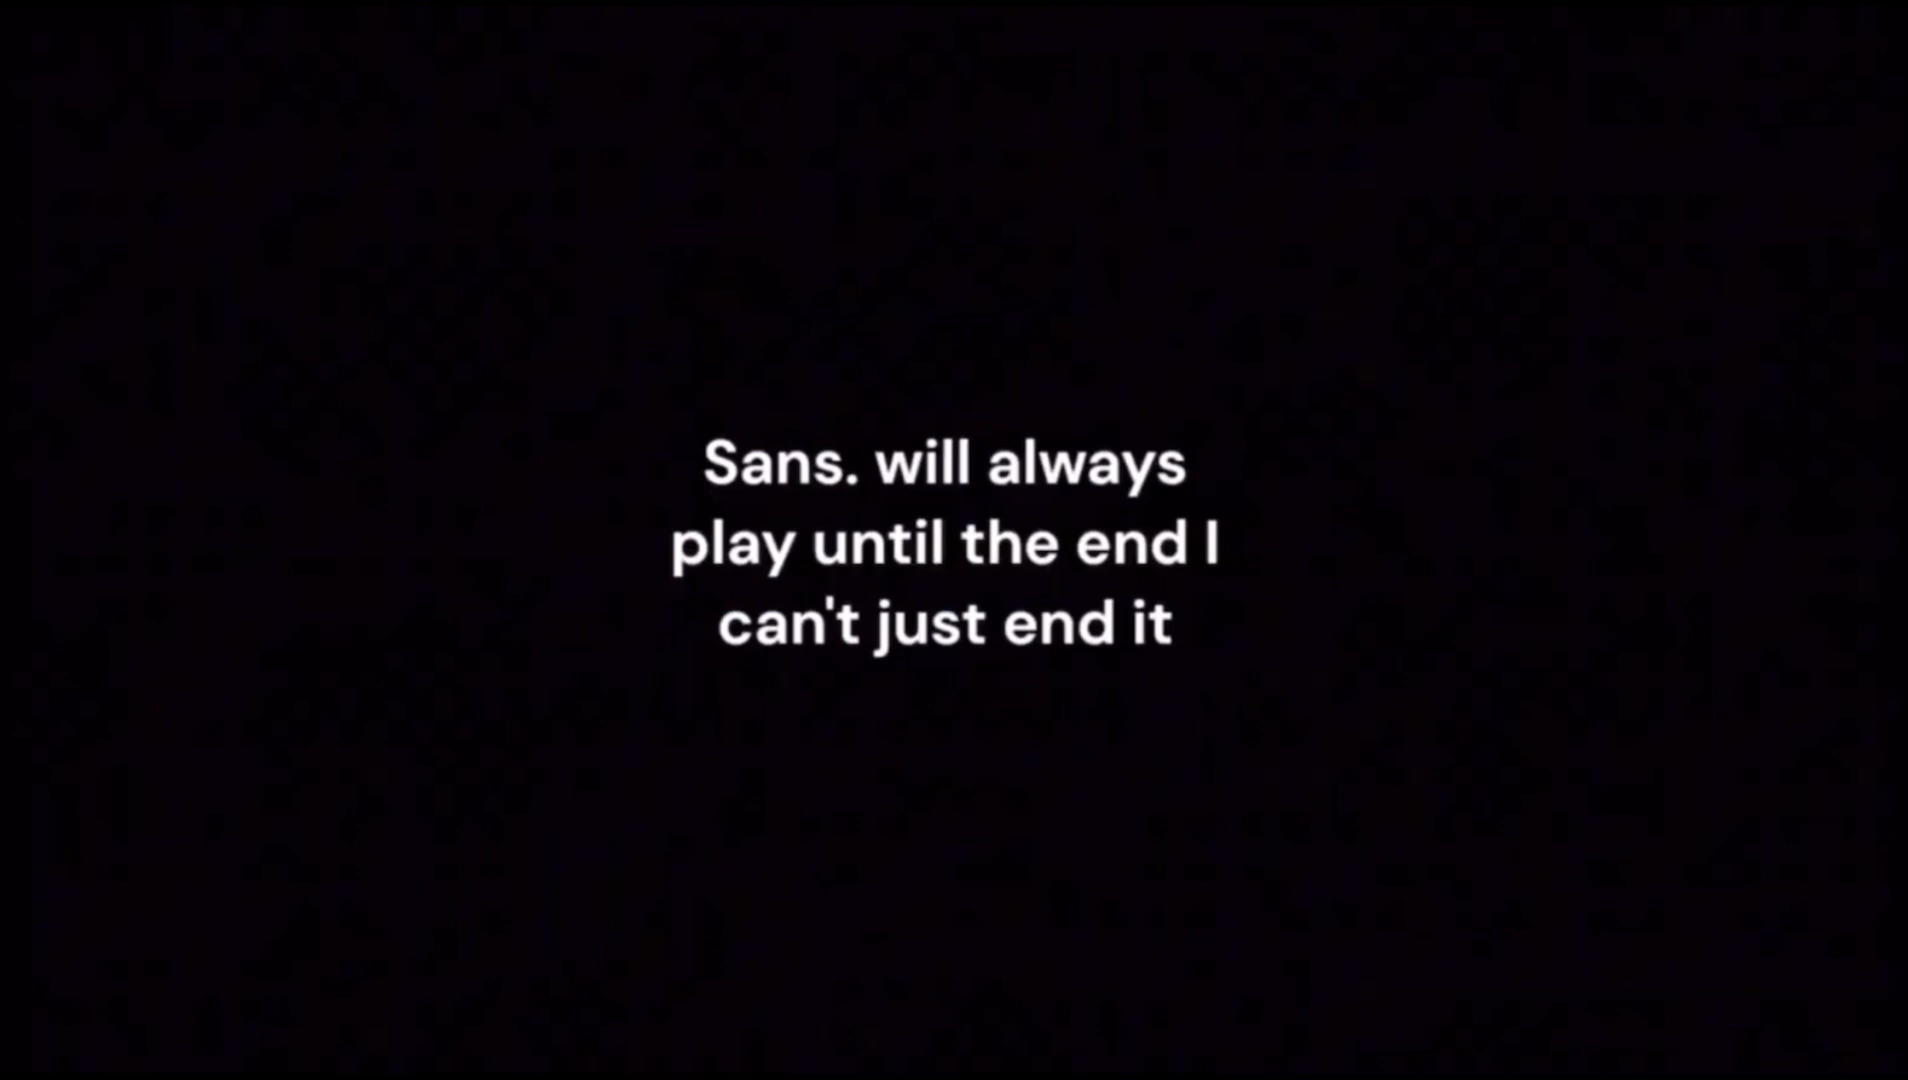 Sans. will always
play until the end I
can't just end it